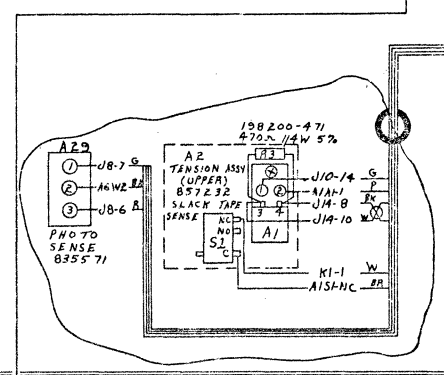 A29
1 J8-7 G
2 A6W2 BK
3 J8-6 R
PHOTO
SENSE
835571
198200-471
470Ω 1/4W 5%
A2
TENSION ASSY
(UPPER)
857232
SLACK TAPE
SENSE
R3
1 2
3 4
A1
NC
NO
S1
C
J10-14 G
A1A1-1 P
J14-8 BK
J14-10 W
K1-1 W
A1S1-NC BR